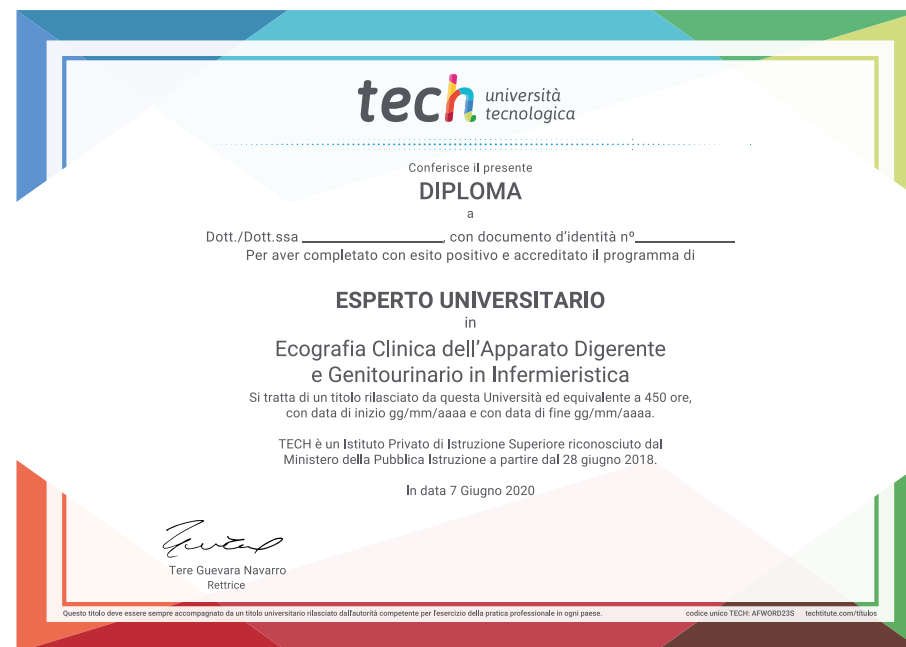 tech università
tecnologica
Conferisce il presente
DIPLOMA
a
Dott./Dott.ssa ____________________, con documento d'identità nº______________
Per aver completato con esito positivo e accreditato il programma di
ESPERTO UNIVERSITARIO
in
Ecografia Clinica dell'Apparato Digerente
e Genitourinario in Infermieristica
Si tratta di un titolo rilasciato da questa Università ed equivalente a 450 ore,
con data di inizio gg/mm/aaaa e con data di fine gg/mm/aaaa.
TECH è un Istituto Privato di Istruzione Superiore riconosciuto dal
Ministero della Pubblica Istruzione a partire dal 28 giugno 2018.
In data 7 Giugno 2020
Tere Guevara Navarro
Rettrice
Questo titolo deve essere sempre accompagnato da un titolo universitario rilasciato dall'autorità competente per l'esercizio della pratica professionale in ogni paese. codice unico TECH: AFWORD23S techtitute.com/títulos